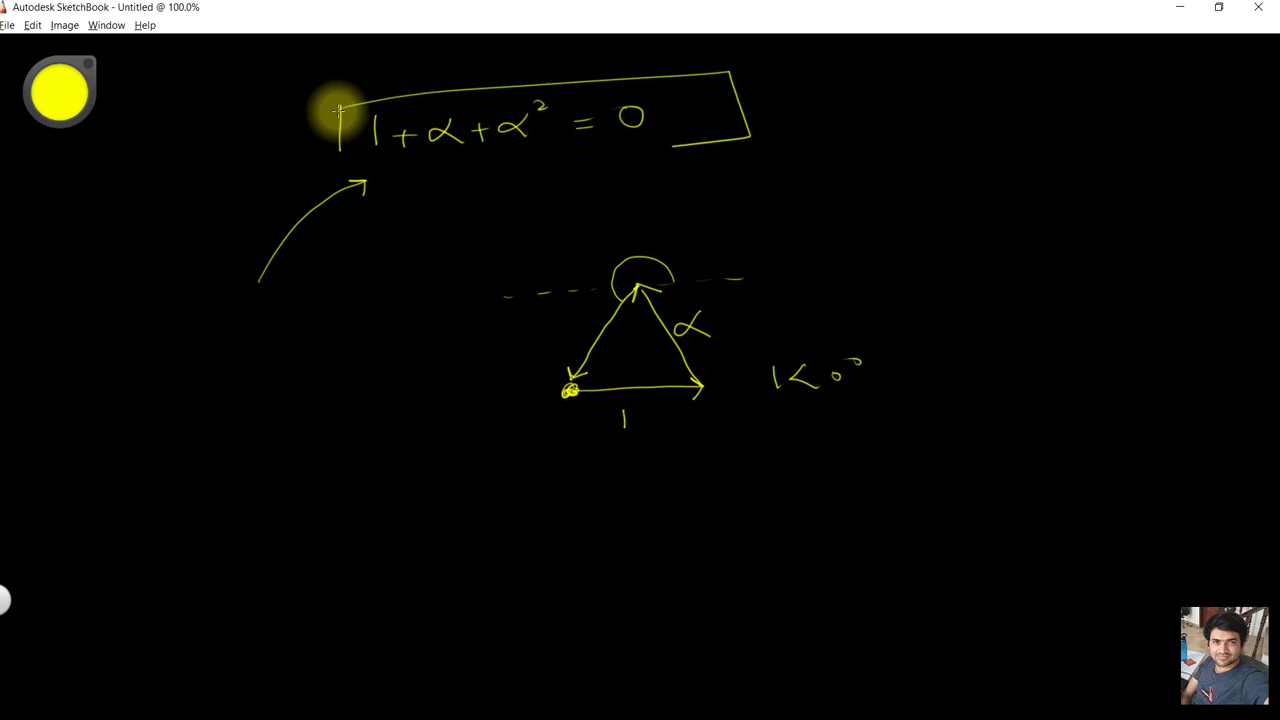 Autodesk SketchBook - Untitled @ 100.0%
File Edit Image Window Help
1 + α + α² = 0
α
1∠0°
1